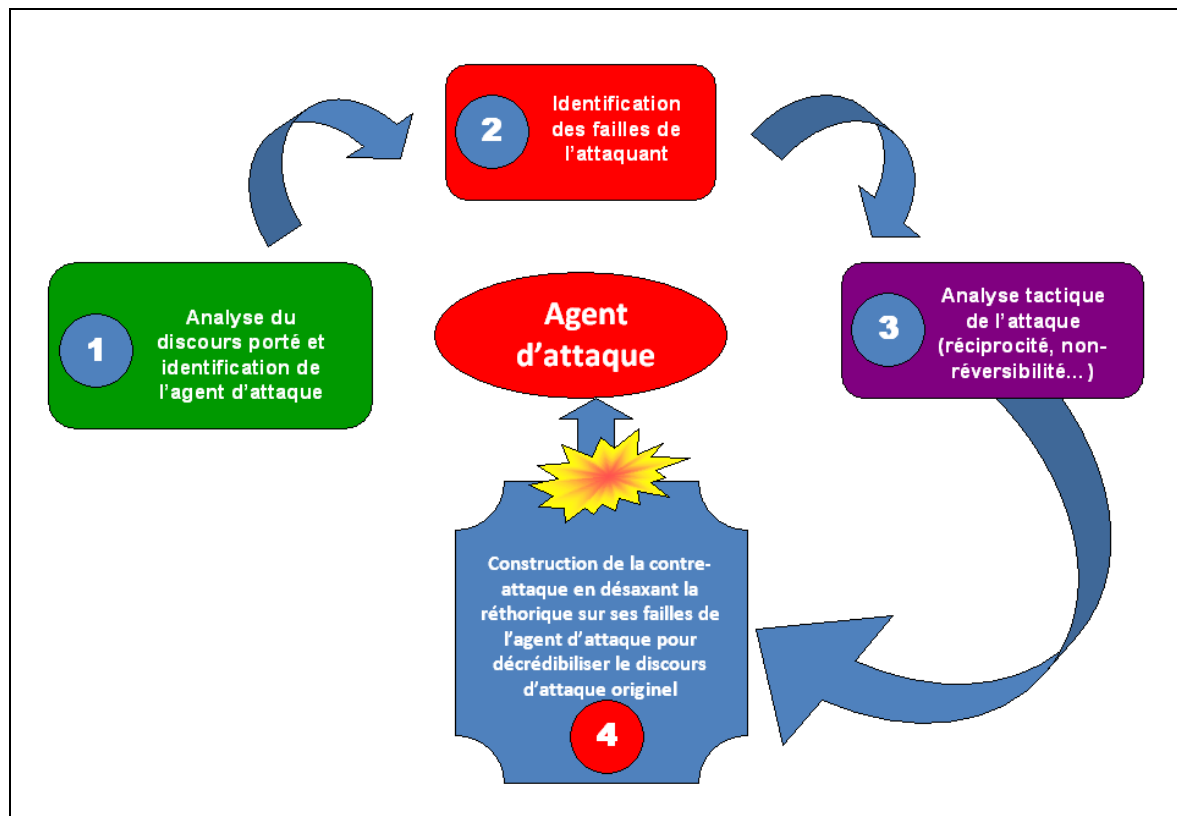 1
Analyse du
discours porté et
identification de
l'agent d'attaque
2
Identification
des failles de
l'attaquant
3
Analyse tactique
de l'attaque
(réciprocité, non-
réversibilité...)
Agent
d'attaque
Construction de la contre-
attaque en désaxant la
réthorique sur ses failles de
l'agent d'attaque pour
décrédibiliser le discours
d'attaque originel
4